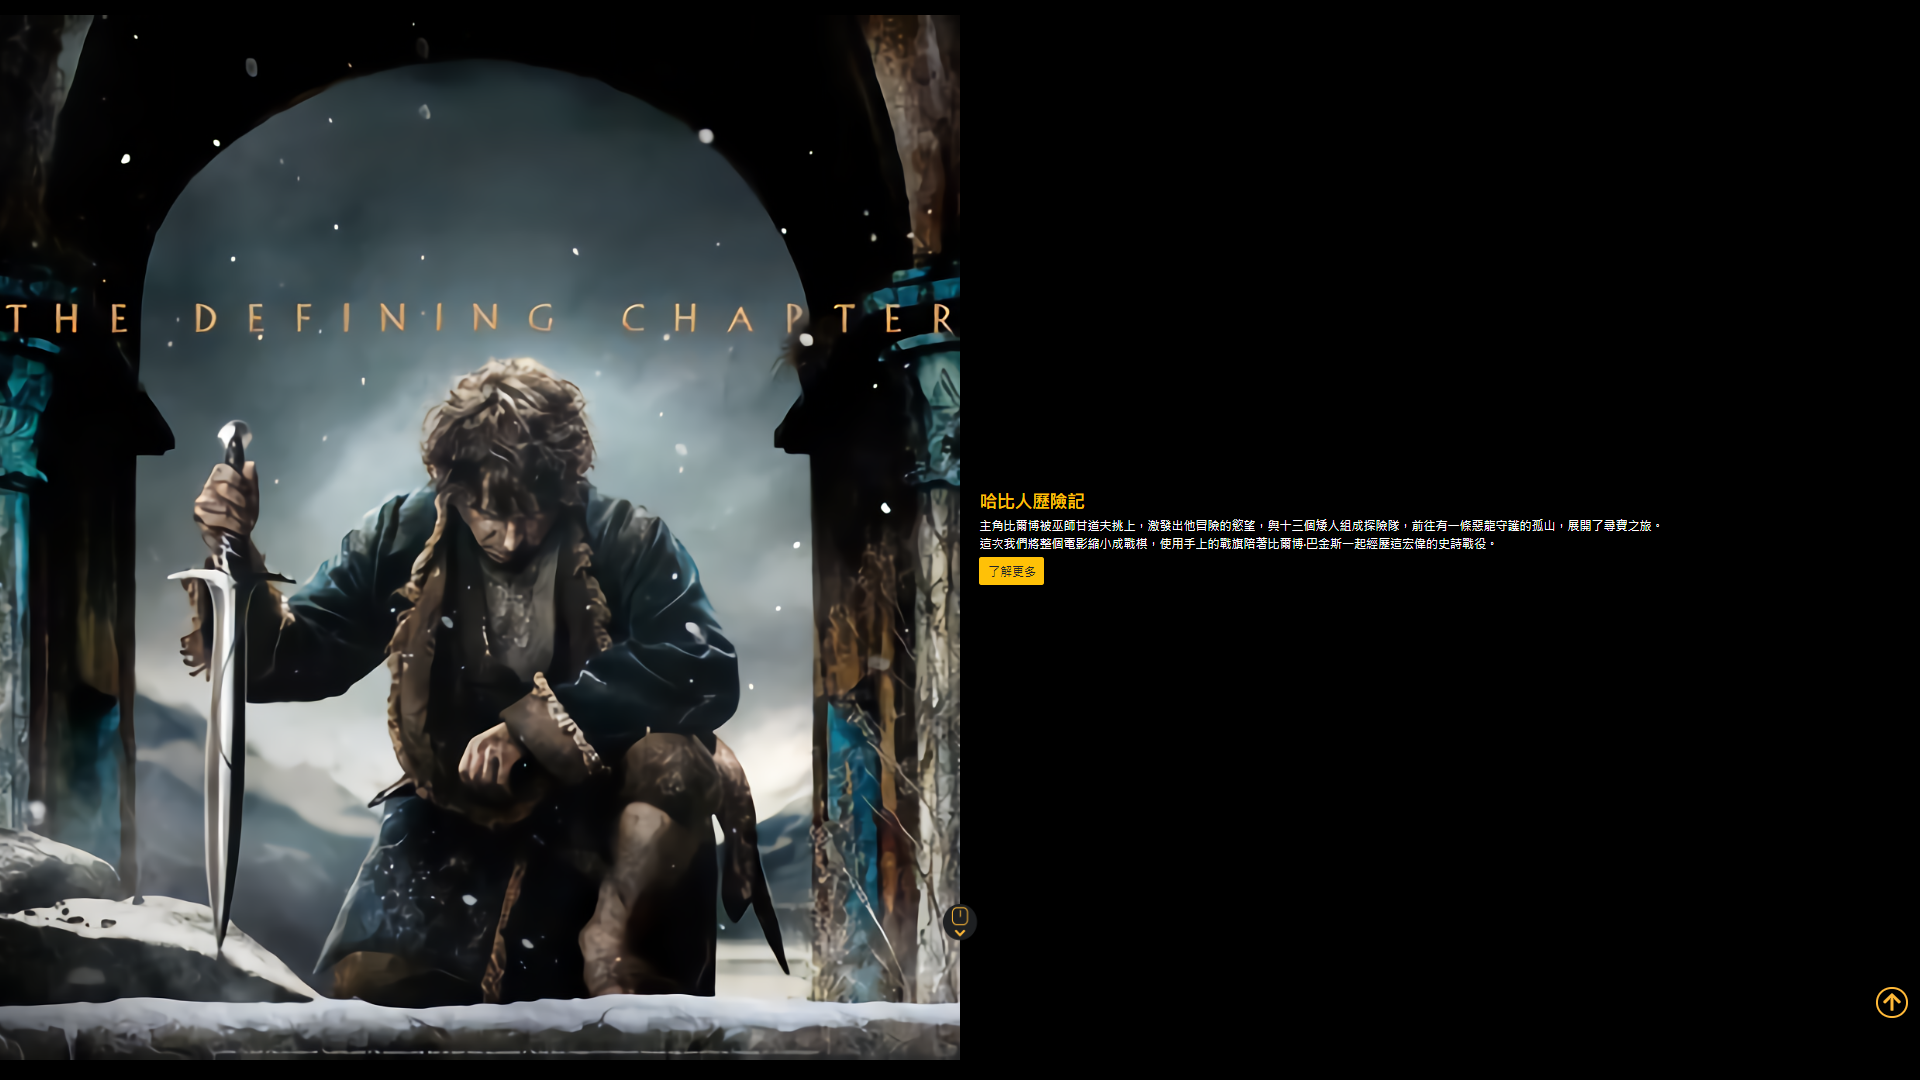 THE DEFINING CHAPTER
哈比人歷險記
主角比爾博被巫師甘道夫挑上，激發出他冒險的慾望，與十三個矮人組成探險隊，前往有一條惡龍守護的孤山，展開了尋寶之旅。
這次我們將整個電影縮小成戰棋，使用手上的戰旗陪著比爾博·巴金斯一起經歷這宏偉的史詩戰役。
了解更多